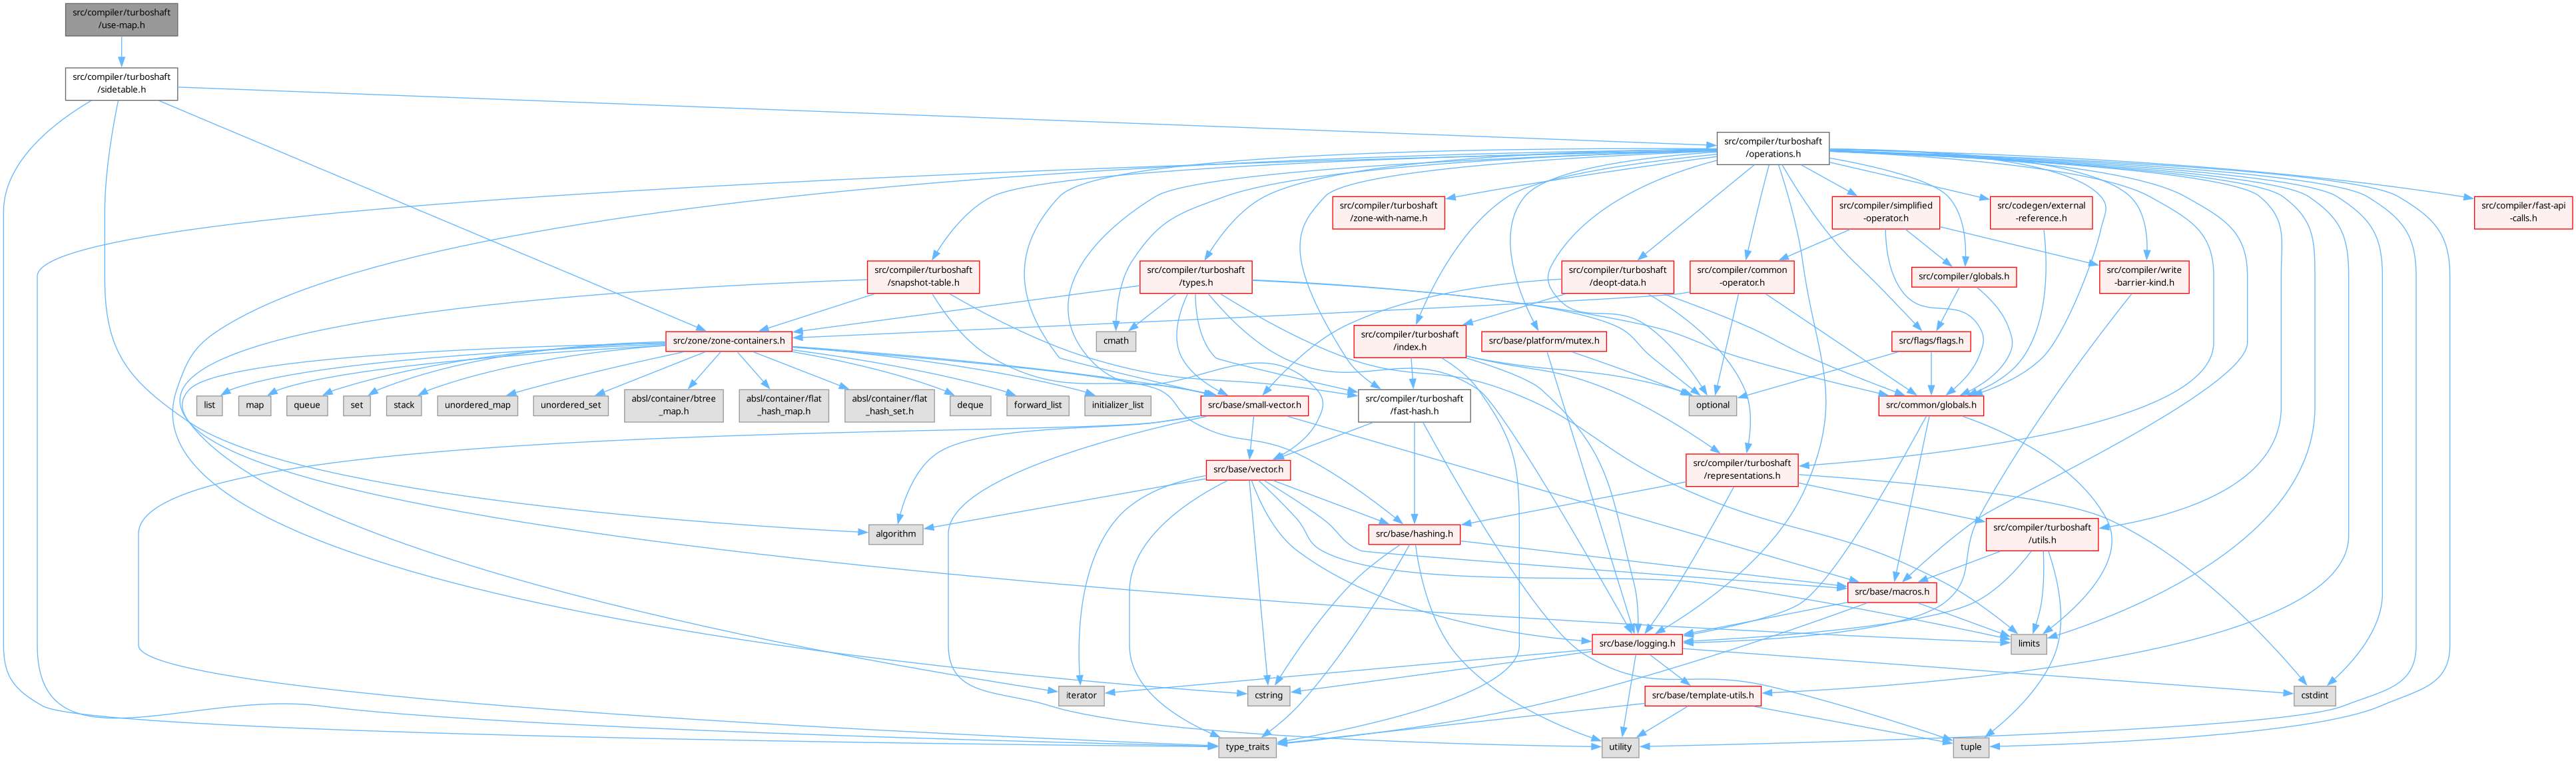 src/compiler/turboshaft
/use-map.h
src/compiler/turboshaft
/sidetable.h
src/compiler/turboshaft
/operations.h
src/compiler/turboshaft
/zone-with-name.h
src/compiler/simplified
-operator.h
src/codegen/external
-reference.h
src/compiler/fast-api
-calls.h
src/compiler/turboshaft
/snapshot-table.h
src/compiler/turboshaft
/types.h
src/compiler/turboshaft
/deopt-data.h
src/compiler/common
-operator.h
src/compiler/globals.h
src/compiler/write
-barrier-kind.h
src/zone/zone-containers.h
cmath
src/compiler/turboshaft
/index.h
src/base/platform/mutex.h
src/flags/flags.h
list
map
queue
set
stack
unordered_map
unordered_set
absl/container/btree
_map.h
absl/container/flat
_hash_map.h
absl/container/flat
_hash_set.h
deque
forward_list
initializer_list
src/base/small-vector.h
src/compiler/turboshaft
/fast-hash.h
optional
src/common/globals.h
src/base/vector.h
src/compiler/turboshaft
/representations.h
algorithm
src/base/hashing.h
src/compiler/turboshaft
/utils.h
src/base/macros.h
src/base/logging.h
limits
iterator
cstring
src/base/template-utils.h
cstdint
type_traits
utility
tuple